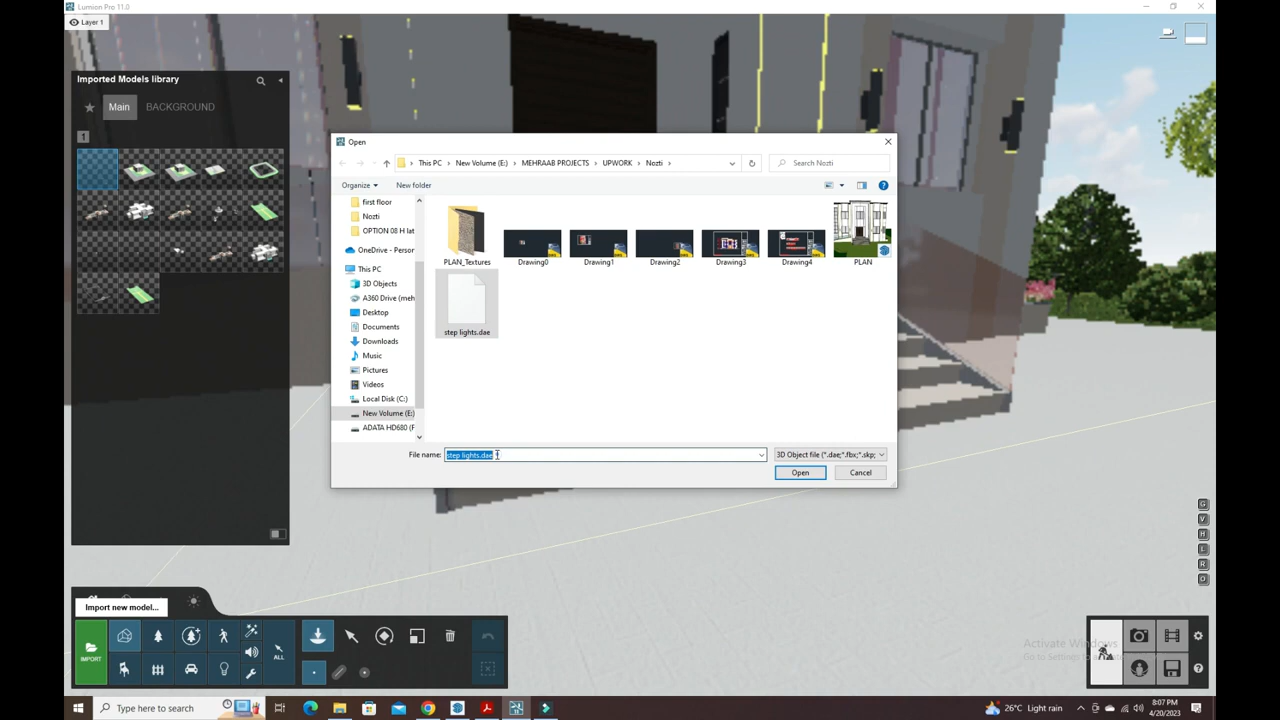 Lumion Pro 11.0
Layer 1
Imported Models library
Main
BACKGROUND
1
Open
This PC > New Volume (E:) > MEHRAAB PROJECTS > UPWORK > Nozti >
Search Nozti
Organize
New folder
first floor
Nozti
OPTION 08 H lat
OneDrive - Person
This PC
3D Objects
A360 Drive (meh
Desktop
Documents
Downloads
Music
Pictures
Videos
Local Disk (C:)
New Volume (E:)
ADATA HD680 (F
PLAN_Textures
Drawing0
Drawing1
Drawing2
Drawing3
Drawing4
PLAN
step lights.dae
File name:
step lights.dae
3D Object file (*.dae;*.fbx;*.skp;
Open
Cancel
G
V
H
L
R
O
Import new model...
IMPORT
ALL
Activate Windows
Go to Settings to a
Type here to search
26°C Light rain
8:07 PM
4/20/2023